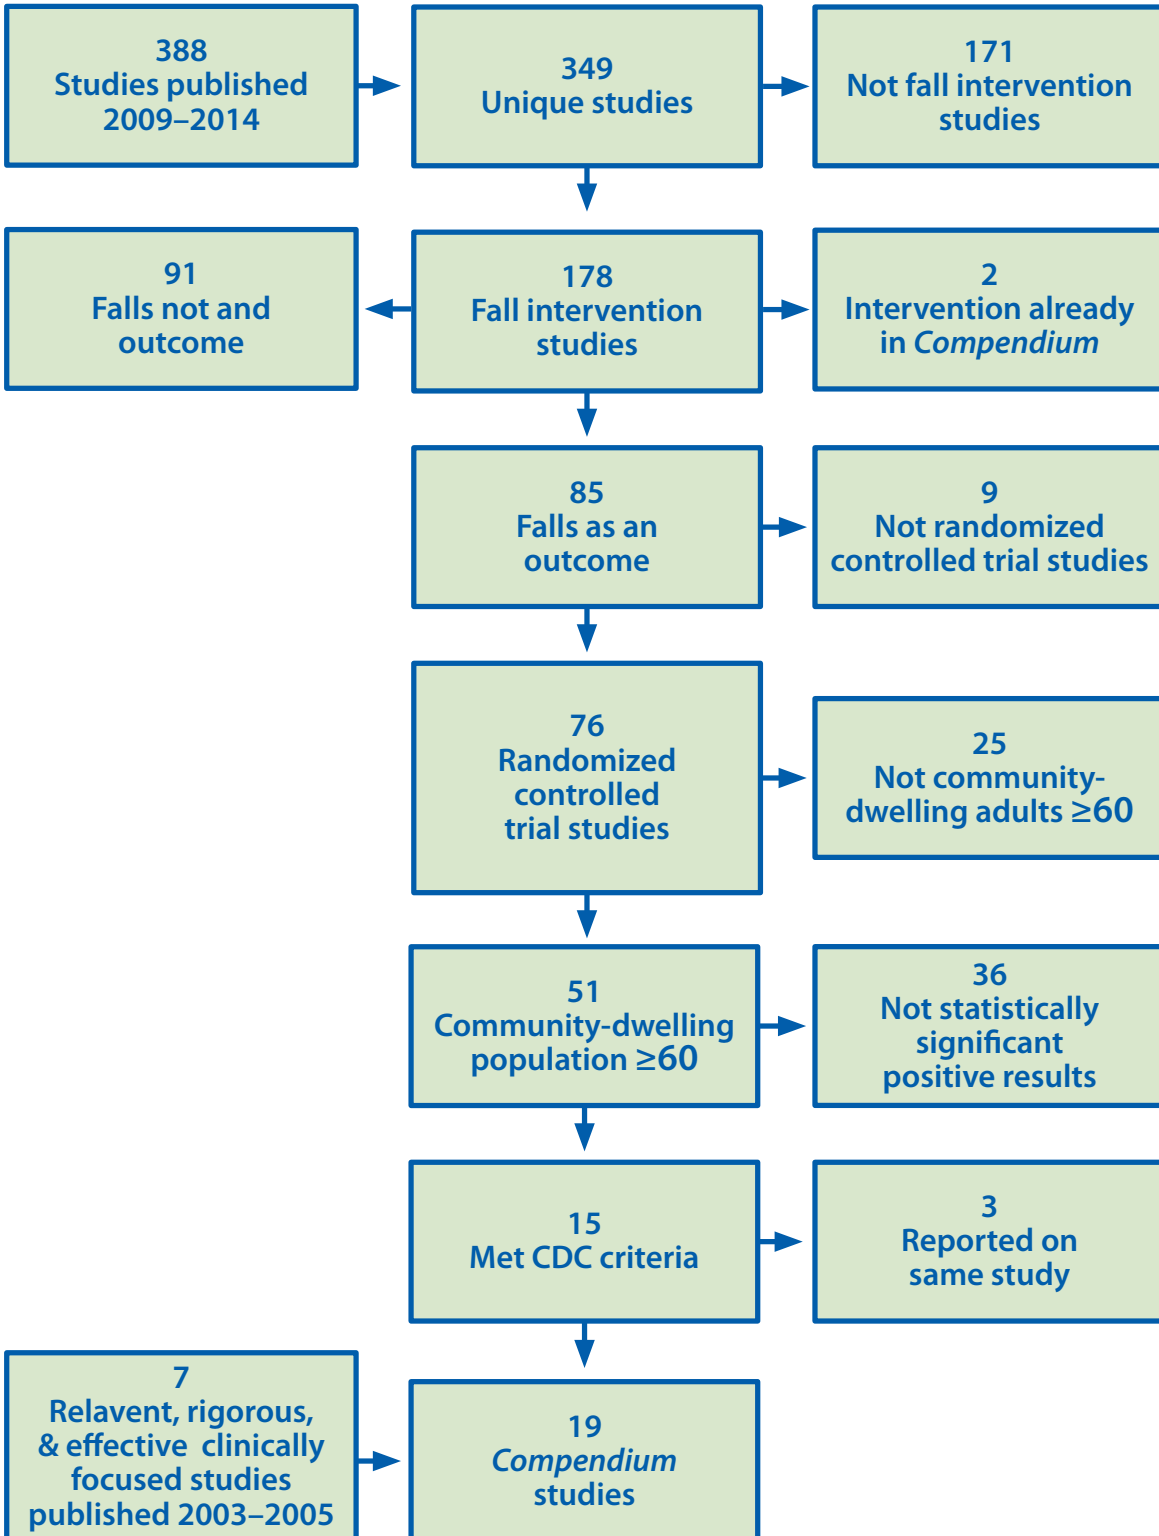 388
Studies published
2009–2014
349
Unique studies
171
Not fall intervention
studies
91
Falls not and
outcome
178
Fall intervention
studies
2
Intervention already
in Compendium
85
Falls as an
outcome
9
Not randomized
controlled trial studies
76
Randomized
controlled
trial studies
25
Not community-
dwelling adults ≥60
51
Community-dwelling
population ≥60
36
Not statistically
significant
positive results
15
Met CDC criteria
3
Reported on
same study
7
Relavent, rigorous,
& effective clinically
focused studies
published 2003–2005
19
Compendium
studies